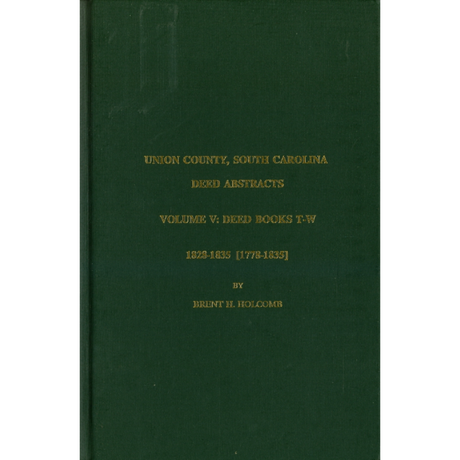 UNION COUNTY, SOUTH CAROLINA
DEED ABSTRACTS
VOLUME V: DEED BOOKS T-W
1828-1835 [1778-1835]
BY
BRENT H. HOLCOMB